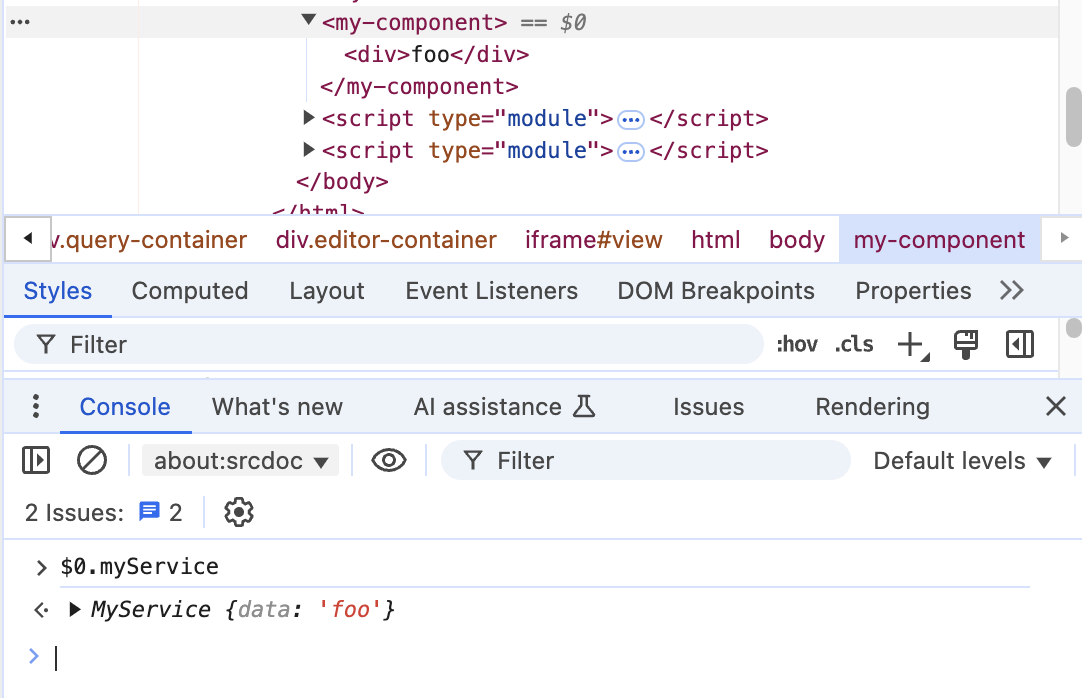 ••• ▼ <my-component> == $0
<div>foo</div>
</my-component>
▶ <script type="module"> ••• </script>
▶ <script type="module"> ••• </script>
</body>
</html>
v.query-container div.editor-container iframe#view html body my-component
Styles Computed Layout Event Listeners DOM Breakpoints Properties
Filter :hov .cls
Console What's new AI assistance Issues Rendering
about:srcdoc ▼ Filter Default levels ▼
2 Issues: 2
> $0.myService
MyService {data: 'foo'}
>